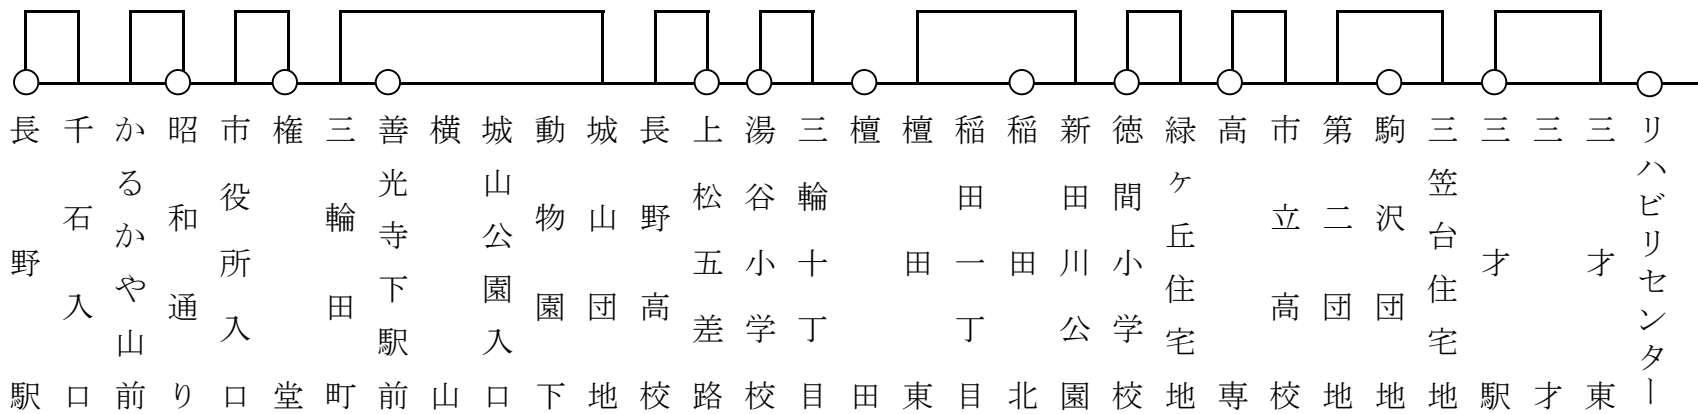 長野駅
千石入口
かるかや山前
昭和通り
市役所入口
権堂
三輪田町
善光寺下駅前
横山
城山公園入口
動物園下
城山団地
長野高校
上松五差路
湯谷小学校
三輪十丁目
檀田
檀田東
稲田一丁目
稲田北
新田川公園
徳間小学校
緑ヶ丘住宅地
高専
市立高校
第二団地
駒沢団地
三笠台住宅地
三才駅
三才
三才東
リハビリセンター